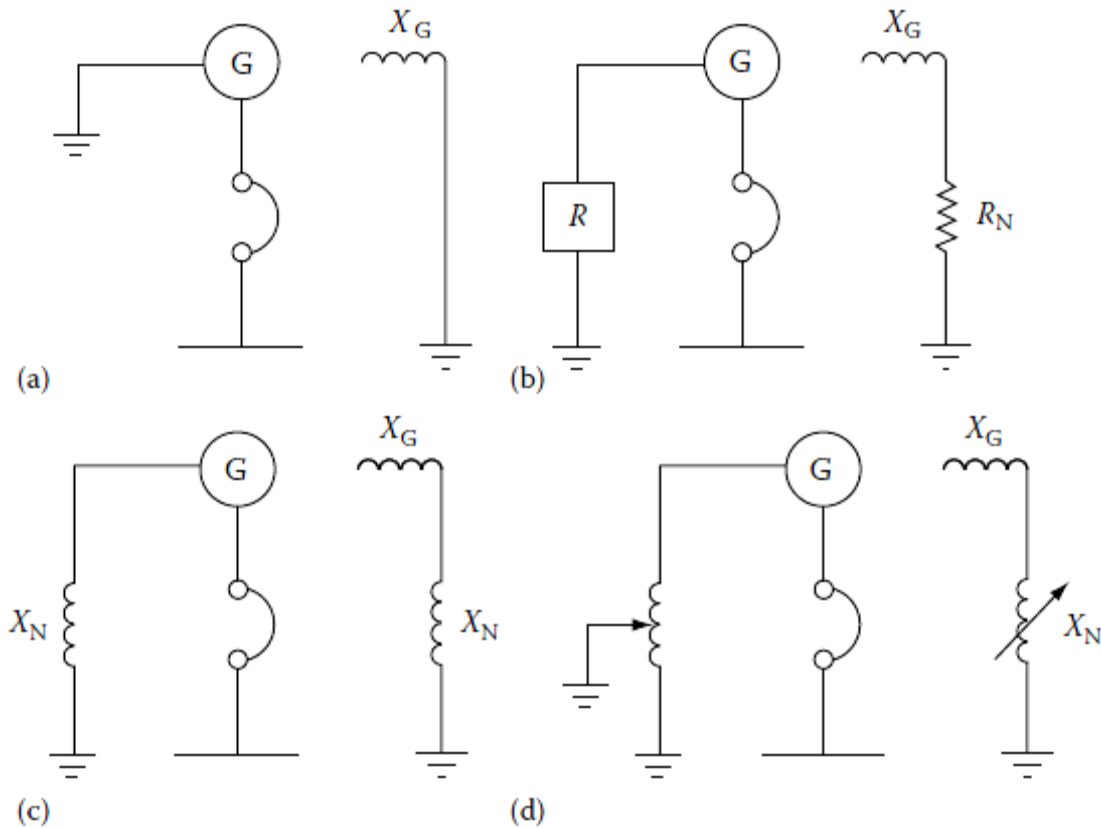 G X_G
(a)
G X_G
R R_N
(b)
G X_G
X_N X_N
(c)
G X_G
X_N
(d)